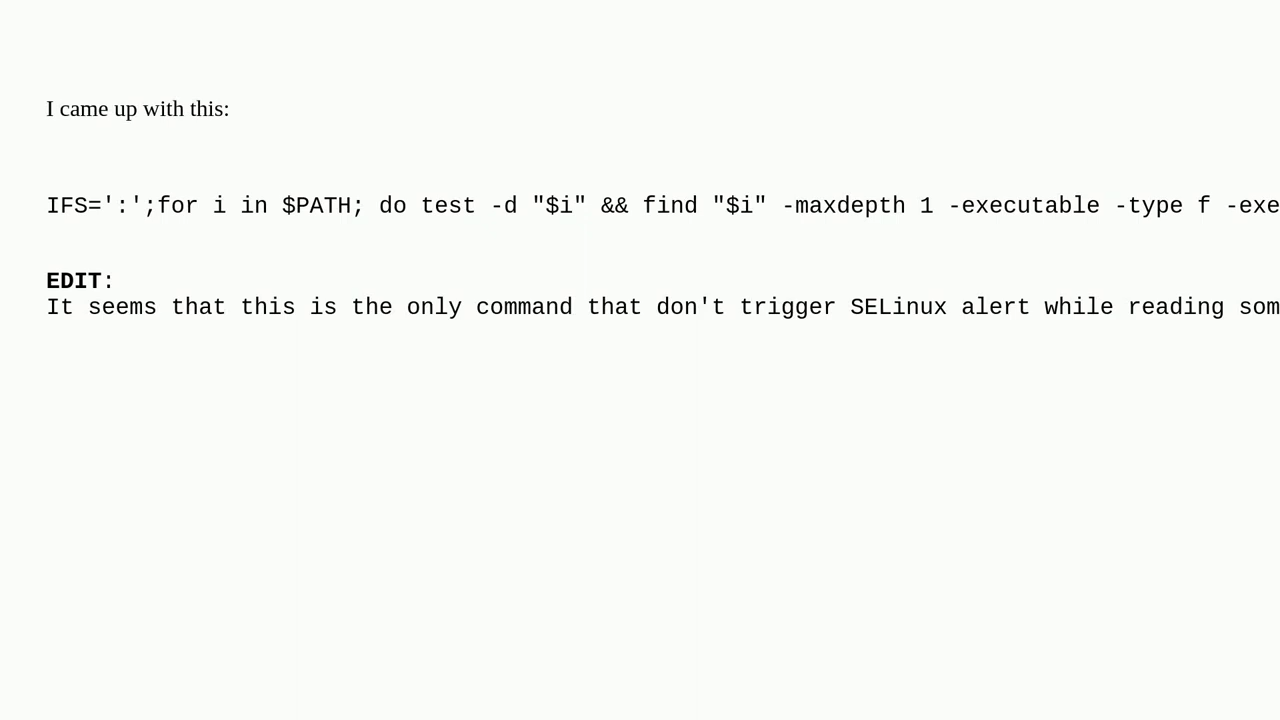 I came up with this:
IFS=':';for i in $PATH; do test -d "$i" && find "$i" -maxdepth 1 -executable -type f -exe
EDIT:
It seems that this is the only command that don't trigger SELinux alert while reading som